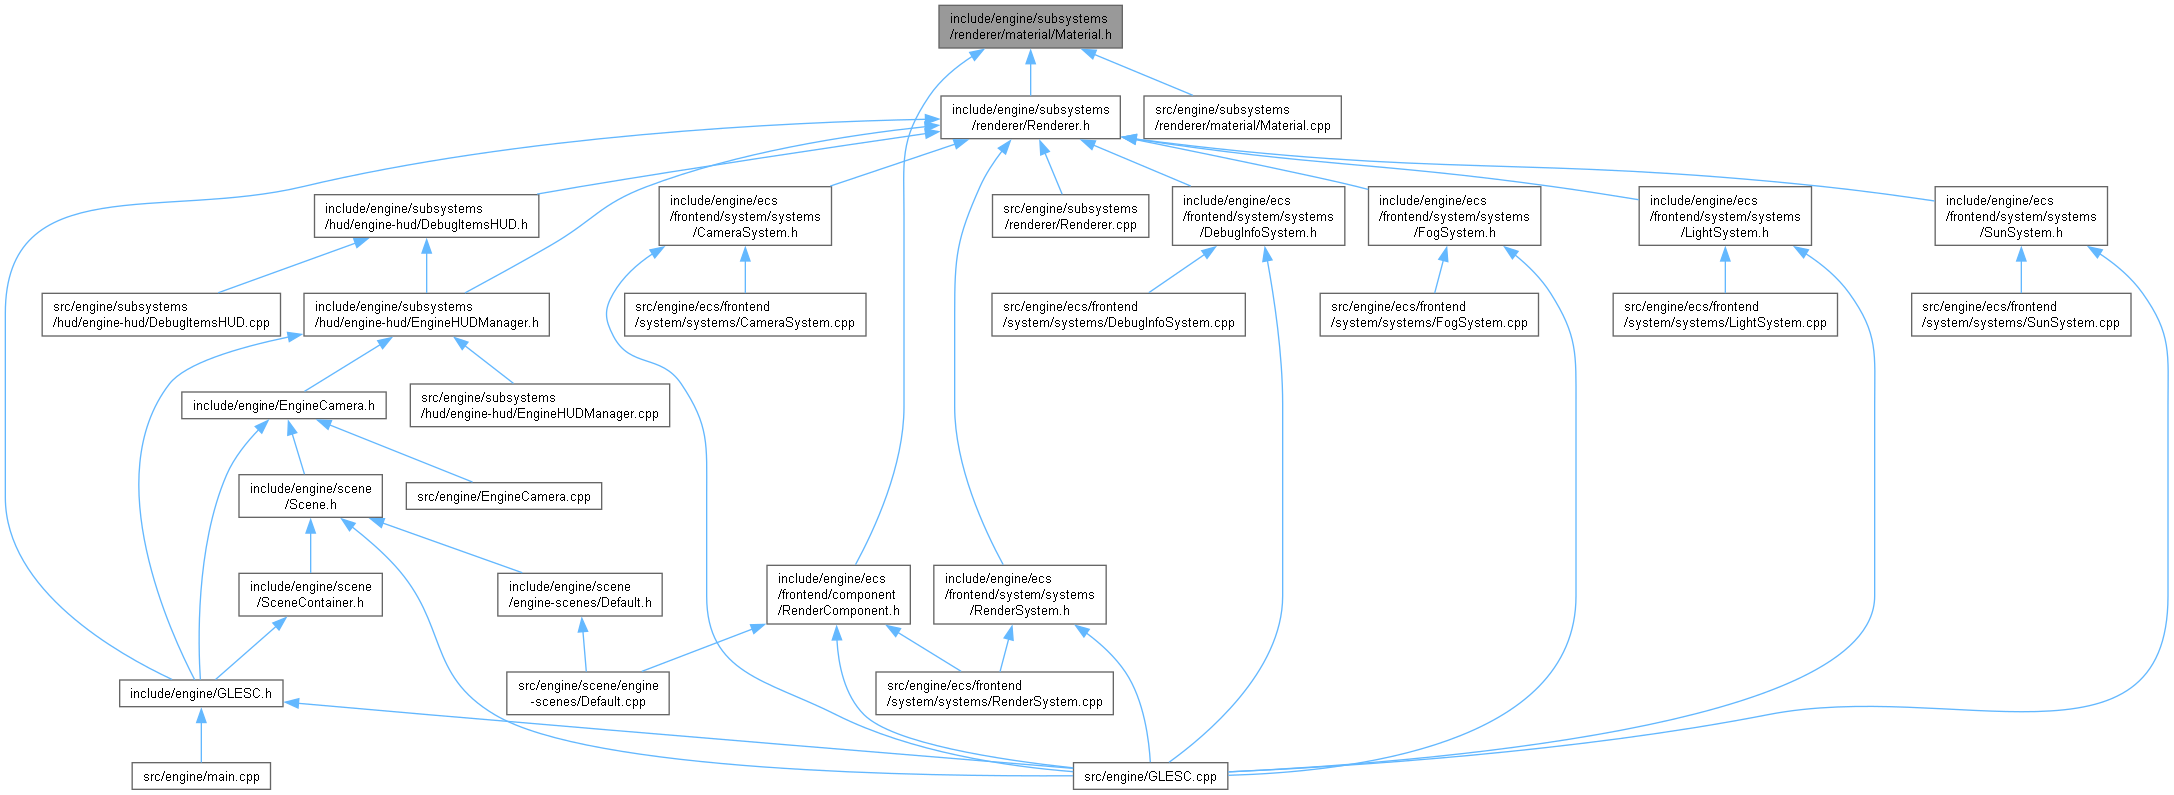 include/engine/subsystems
/renderer/material/Material.h
include/engine/subsystems
/renderer/Renderer.h
src/engine/subsystems
/renderer/material/Material.cpp
include/engine/subsystems
/hud/engine-hud/DebugItemsHUD.h
include/engine/ecs
/frontend/system/systems
/CameraSystem.h
src/engine/subsystems
/renderer/Renderer.cpp
include/engine/ecs
/frontend/system/systems
/DebugInfoSystem.h
include/engine/ecs
/frontend/system/systems
/FogSystem.h
include/engine/ecs
/frontend/system/systems
/LightSystem.h
include/engine/ecs
/frontend/system/systems
/SunSystem.h
src/engine/subsystems
/hud/engine-hud/DebugItemsHUD.cpp
include/engine/subsystems
/hud/engine-hud/EngineHUDManager.h
src/engine/ecs/frontend
/system/systems/CameraSystem.cpp
src/engine/ecs/frontend
/system/systems/DebugInfoSystem.cpp
src/engine/ecs/frontend
/system/systems/FogSystem.cpp
src/engine/ecs/frontend
/system/systems/LightSystem.cpp
src/engine/ecs/frontend
/system/systems/SunSystem.cpp
include/engine/EngineCamera.h
src/engine/subsystems
/hud/engine-hud/EngineHUDManager.cpp
include/engine/scene
/Scene.h
src/engine/EngineCamera.cpp
include/engine/scene
/SceneContainer.h
include/engine/scene
/engine-scenes/Default.h
include/engine/ecs
/frontend/component
/RenderComponent.h
include/engine/ecs
/frontend/system/systems
/RenderSystem.h
include/engine/GLESC.h
src/engine/scene/engine
-scenes/Default.cpp
src/engine/ecs/frontend
/system/systems/RenderSystem.cpp
src/engine/main.cpp
src/engine/GLESC.cpp